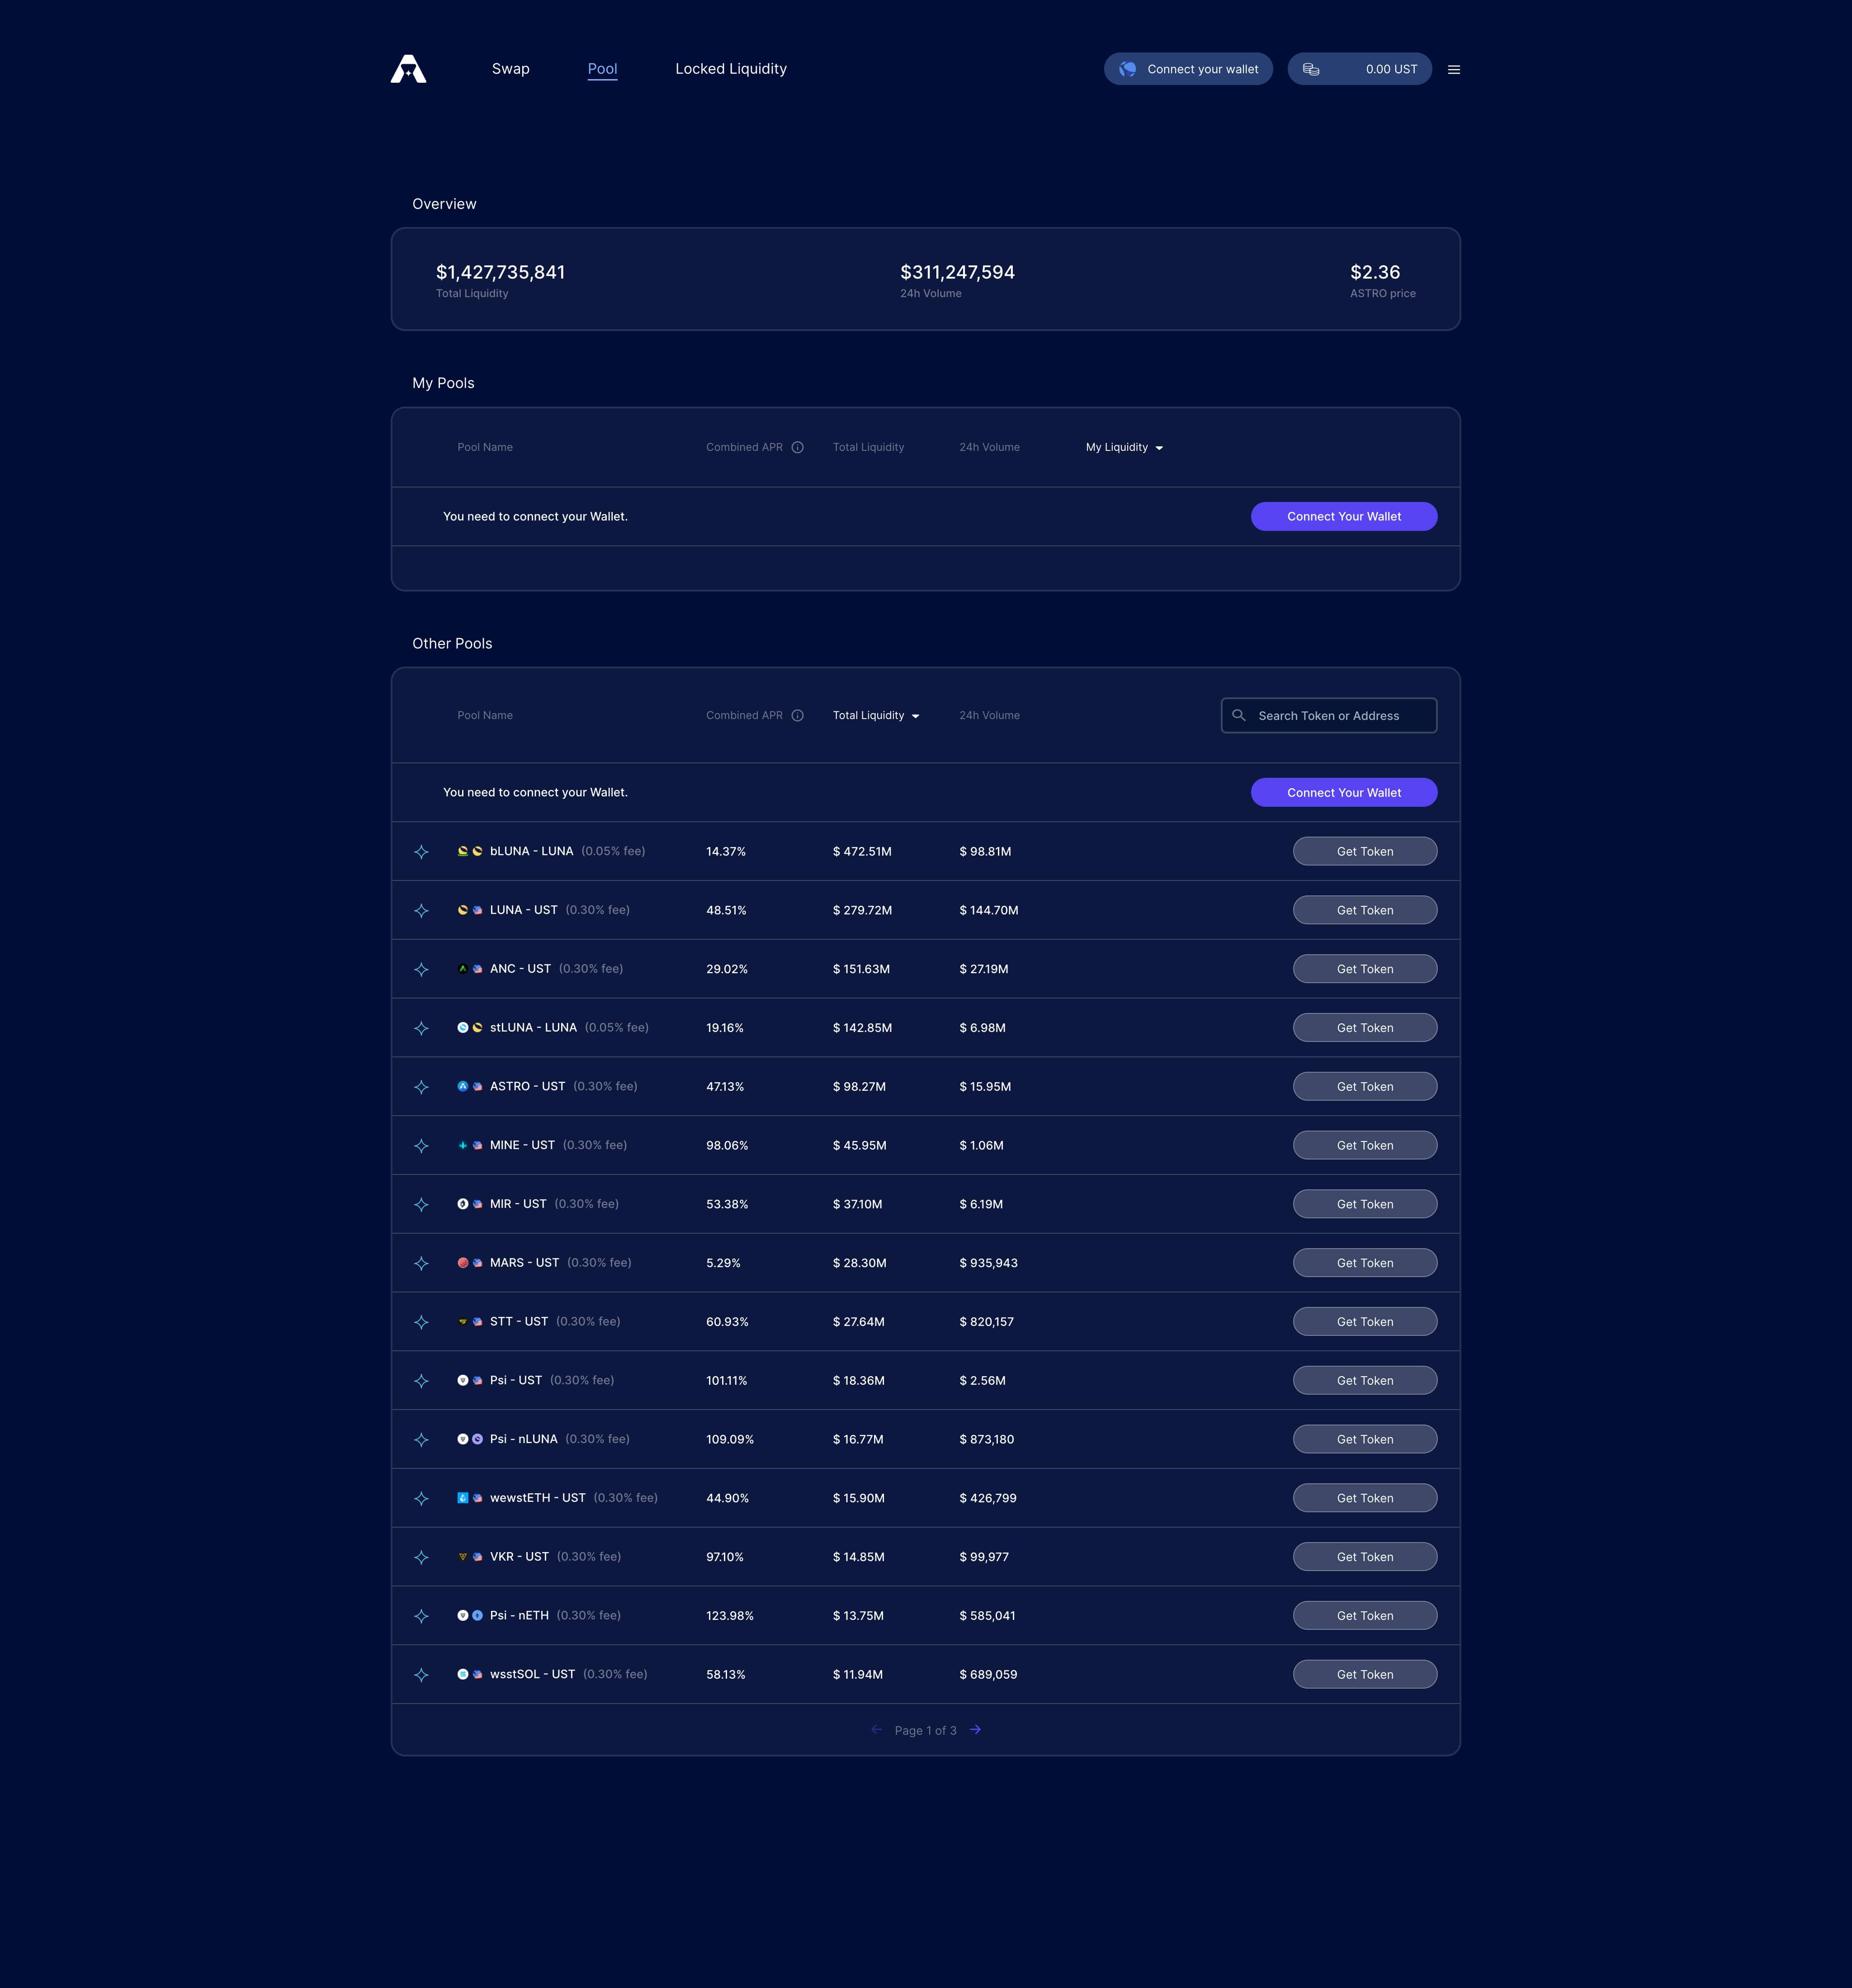 Swap Pool Locked Liquidity Connect your wallet 0.00 UST
Overview
$1,427,735,841 $311,247,594 $2.36
Total Liquidity 24h Volume ASTRO price
My Pools
Pool Name Combined APR Total Liquidity 24h Volume My Liquidity
You need to connect your Wallet. Connect Your Wallet
Other Pools
Pool Name Combined APR Total Liquidity 24h Volume Search Token or Address
You need to connect your Wallet. Connect Your Wallet
bLUNA - LUNA (0.05% fee) 14.37% $ 472.51M $ 98.81M Get Token
LUNA - UST (0.30% fee) 48.51% $ 279.72M $ 144.70M Get Token
ANC - UST (0.30% fee) 29.02% $ 151.63M $ 27.19M Get Token
stLUNA - LUNA (0.05% fee) 19.16% $ 142.85M $ 6.98M Get Token
ASTRO - UST (0.30% fee) 47.13% $ 98.27M $ 15.95M Get Token
MINE - UST (0.30% fee) 98.06% $ 45.95M $ 1.06M Get Token
MIR - UST (0.30% fee) 53.38% $ 37.10M $ 6.19M Get Token
MARS - UST (0.30% fee) 5.29% $ 28.30M $ 935,943 Get Token
STT - UST (0.30% fee) 60.93% $ 27.64M $ 820,157 Get Token
Psi - UST (0.30% fee) 101.11% $ 18.36M $ 2.56M Get Token
Psi - nLUNA (0.30% fee) 109.09% $ 16.77M $ 873,180 Get Token
wewstETH - UST (0.30% fee) 44.90% $ 15.90M $ 426,799 Get Token
VKR - UST (0.30% fee) 97.10% $ 14.85M $ 99,977 Get Token
Psi - nETH (0.30% fee) 123.98% $ 13.75M $ 585,041 Get Token
wsstSOL - UST (0.30% fee) 58.13% $ 11.94M $ 689,059 Get Token
Page 1 of 3